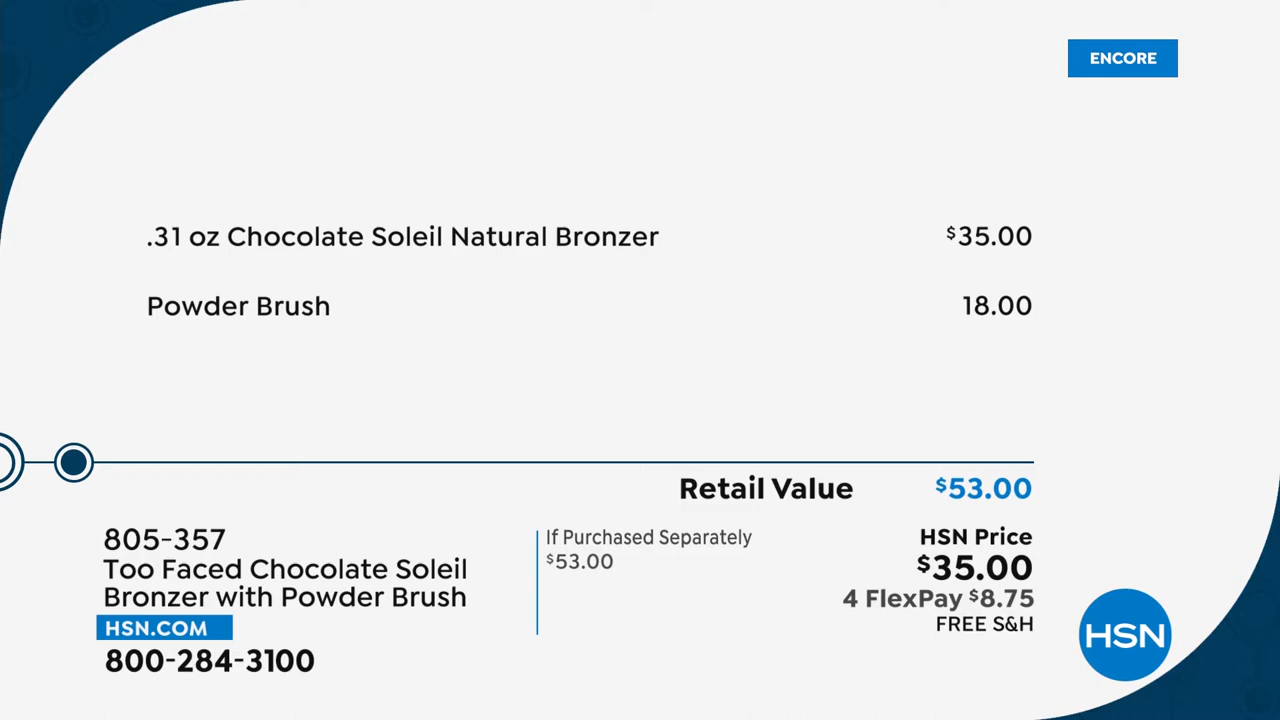 ENCORE
.31 oz Chocolate Soleil Natural Bronzer $35.00
Powder Brush 18.00
Retail Value $53.00
805-357
Too Faced Chocolate Soleil
Bronzer with Powder Brush
HSN.COM
800-284-3100
If Purchased Separately
$53.00
HSN Price
$35.00
4 FlexPay $8.75
FREE S&H
HSN